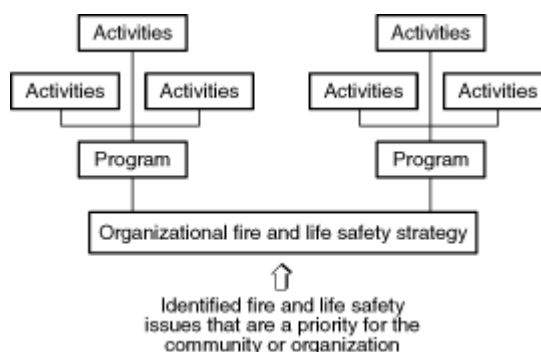 Activities
Activities
Activities
Activities
Activities
Activities
Program
Program
Organizational fire and life safety strategy
Identified fire and life safety
issues that are a priority for the
community or organization